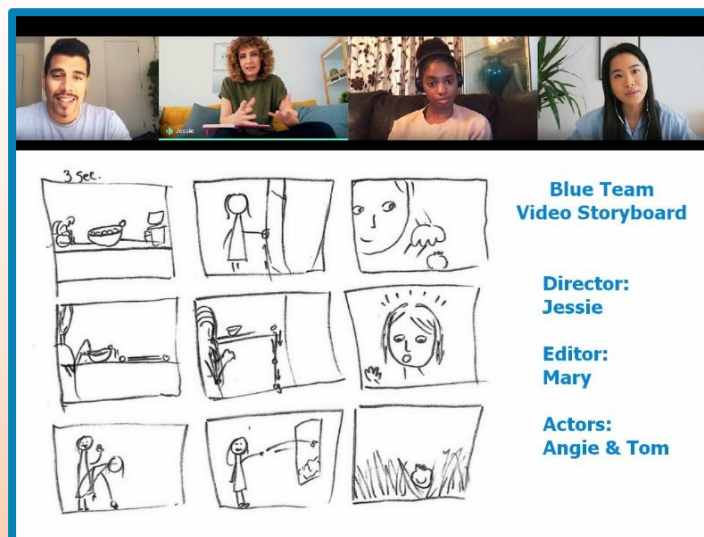 Jessie
3 sec.
Blue Team
Video Storyboard
Director:
Jessie
Editor:
Mary
Actors:
Angie & Tom